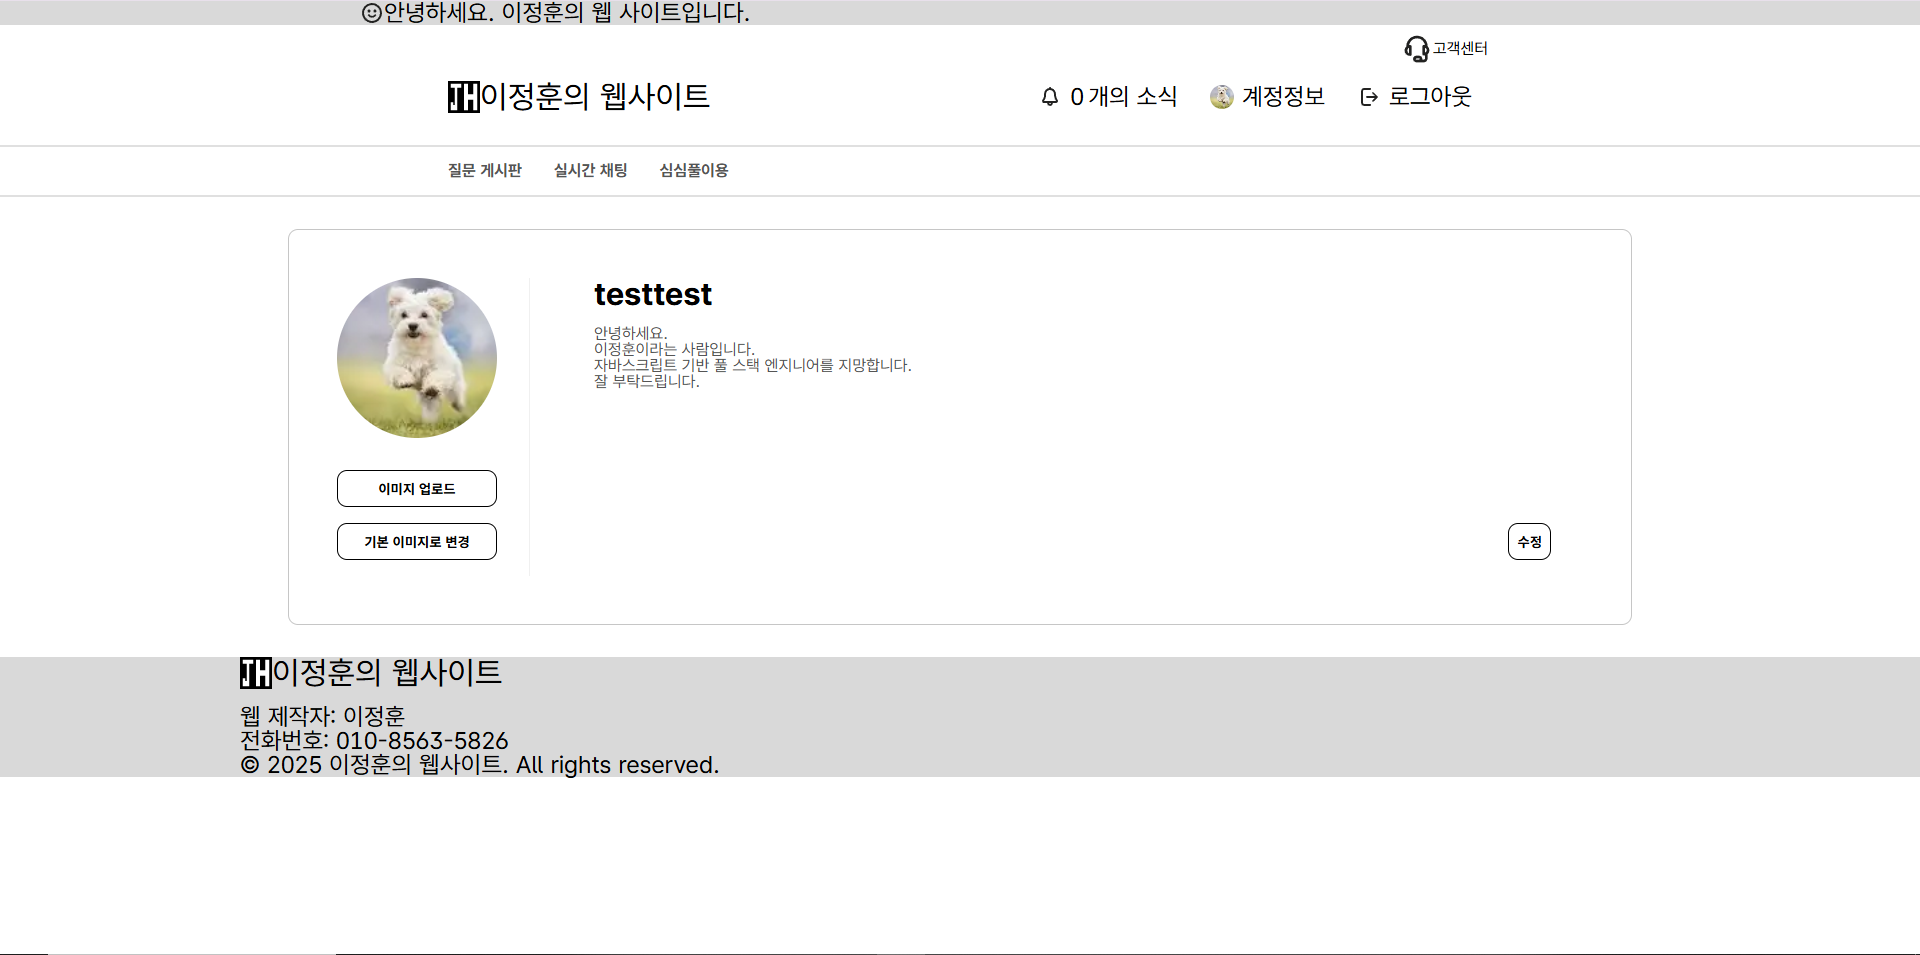 안녕하세요. 이정훈의 웹 사이트입니다.
고객센터
JH이정훈의 웹사이트
0 개의 소식
계정정보
로그아웃
질문 게시판
실시간 채팅
심심풀이용
testtest
안녕하세요.
이정훈이라는 사람입니다.
자바스크립트 기반 풀 스택 엔지니어를 지망합니다.
잘 부탁드립니다.
이미지 업로드
기본 이미지로 변경
수정
JH이정훈의 웹사이트
웹 제작자: 이정훈
전화번호: 010-8563-5826
© 2025 이정훈의 웹사이트. All rights reserved.